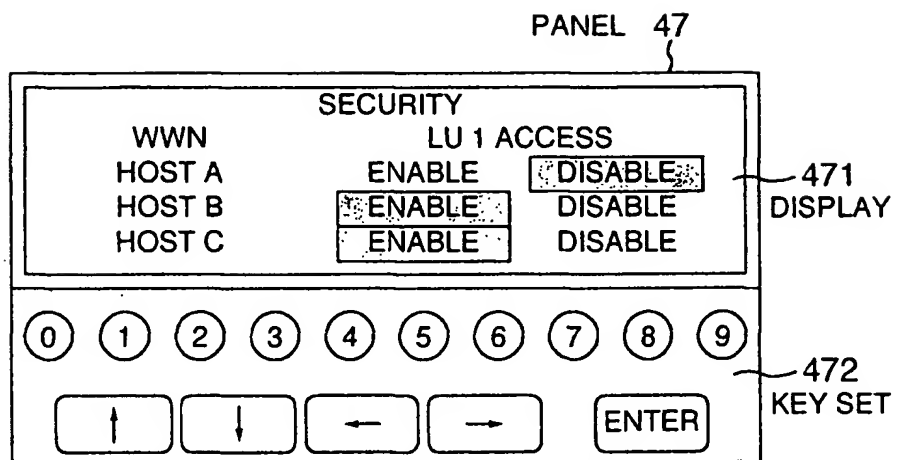 PANEL 47
SECURITY
WWN LU 1 ACCESS
HOST A ENABLE DISABLE
HOST B ENABLE DISABLE
HOST C ENABLE DISABLE
471
DISPLAY
0 1 2 3 4 5 6 7 8 9
472
KEY SET
↑ ↓ ← → ENTER